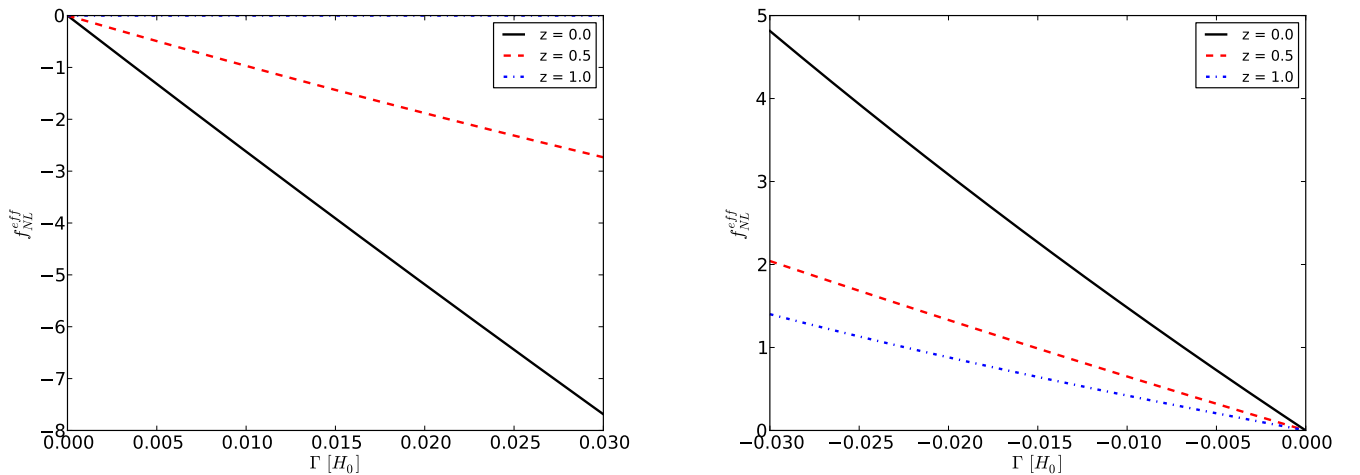 0
−1
−2
−3
−4
−5
−6
−7
−8
f_{NL}^{eff}
0.000 0.005 0.010 0.015 0.020 0.025 0.030
Γ [H_0]
z = 0.0
z = 0.5
z = 1.0
5
4
3
2
1
0
f_{NL}^{eff}
−0.030 −0.025 −0.020 −0.015 −0.010 −0.005 0.000
Γ [H_0]
z = 0.0
z = 0.5
z = 1.0